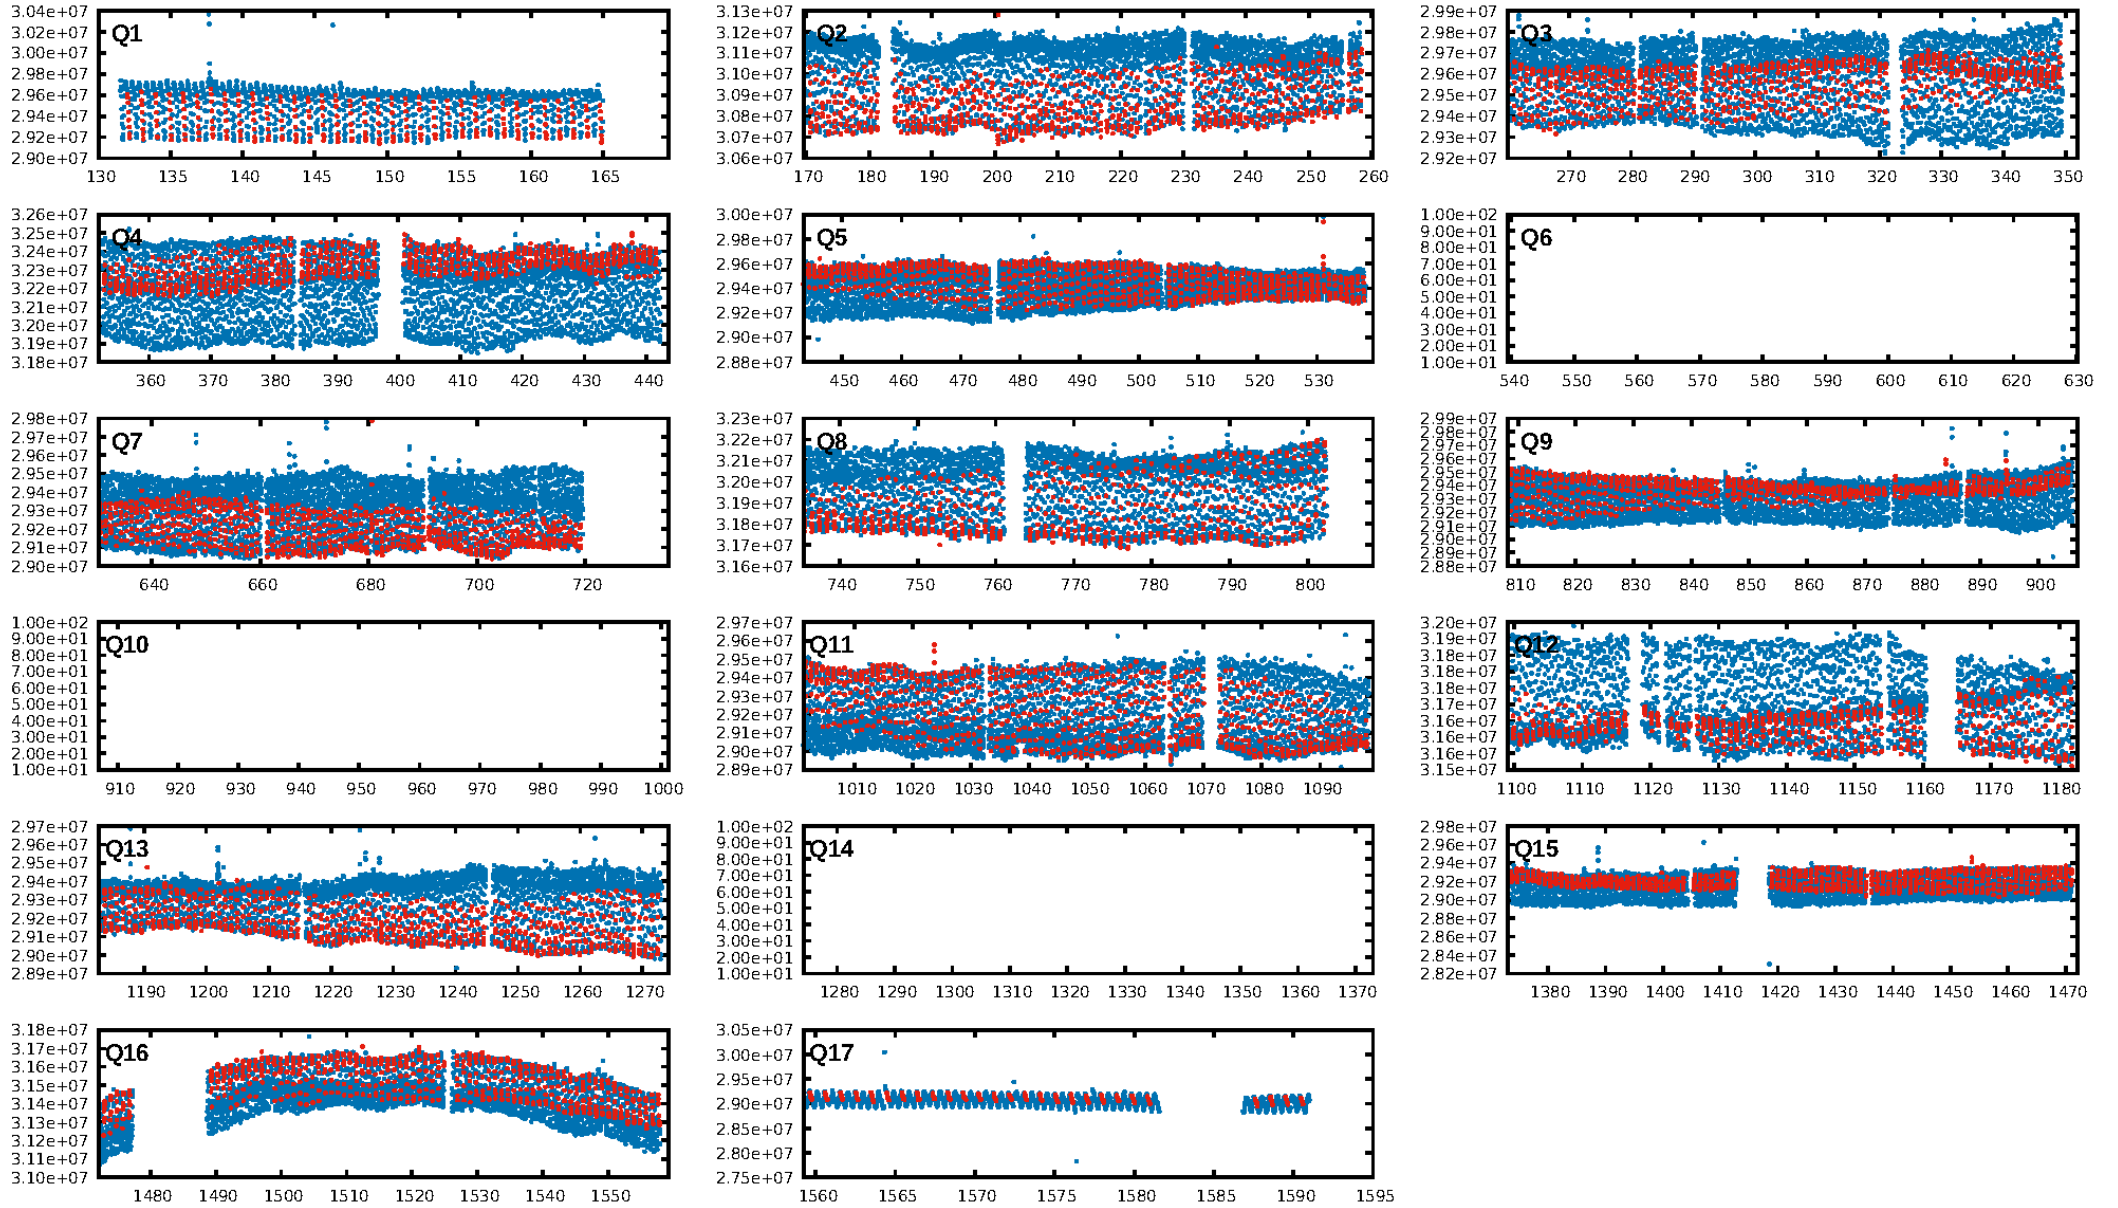 3.04e+07
3.02e+07
3.00e+07
2.98e+07
2.96e+07
2.94e+07
2.92e+07
2.90e+07
Q1
130 135 140 145 150 155 160 165
3.13e+07
3.12e+07
3.11e+07
3.10e+07
3.09e+07
3.08e+07
3.07e+07
3.06e+07
Q2
170 180 190 200 210 220 230 240 250 260
2.99e+07
2.98e+07
2.97e+07
2.96e+07
2.95e+07
2.94e+07
2.93e+07
2.92e+07
Q3
270 280 290 300 310 320 330 340 350
3.26e+07
3.25e+07
3.24e+07
3.23e+07
3.22e+07
3.21e+07
3.20e+07
3.19e+07
3.18e+07
Q4
360 370 380 390 400 410 420 430 440
3.00e+07
2.98e+07
2.96e+07
2.94e+07
2.92e+07
2.90e+07
2.88e+07
Q5
450 460 470 480 490 500 510 520 530
1.00e+02
9.00e+01
8.00e+01
7.00e+01
6.00e+01
5.00e+01
4.00e+01
3.00e+01
2.00e+01
1.00e+01
Q6
540 550 560 570 580 590 600 610 620 630
2.98e+07
2.97e+07
2.96e+07
2.95e+07
2.94e+07
2.93e+07
2.92e+07
2.91e+07
2.90e+07
Q7
640 660 680 700 720
3.23e+07
3.22e+07
3.21e+07
3.20e+07
3.19e+07
3.18e+07
3.17e+07
3.16e+07
Q8
740 750 760 770 780 790 800
2.99e+07
2.98e+07
2.97e+07
2.96e+07
2.95e+07
2.94e+07
2.93e+07
2.92e+07
2.91e+07
2.90e+07
2.89e+07
2.88e+07
Q9
810 820 830 840 850 860 870 880 890 900
1.00e+02
9.00e+01
8.00e+01
7.00e+01
6.00e+01
5.00e+01
4.00e+01
3.00e+01
2.00e+01
1.00e+01
Q10
910 920 930 940 950 960 970 980 990 1000
2.97e+07
2.96e+07
2.95e+07
2.94e+07
2.93e+07
2.92e+07
2.91e+07
2.90e+07
2.89e+07
Q11
1010 1020 1030 1040 1050 1060 1070 1080 1090
3.20e+07
3.19e+07
3.18e+07
3.18e+07
3.17e+07
3.16e+07
3.16e+07
3.15e+07
Q12
1100 1110 1120 1130 1140 1150 1160 1170 1180
2.97e+07
2.96e+07
2.95e+07
2.94e+07
2.93e+07
2.92e+07
2.91e+07
2.90e+07
2.89e+07
Q13
1190 1200 1210 1220 1230 1240 1250 1260 1270
1.00e+02
9.00e+01
8.00e+01
7.00e+01
6.00e+01
5.00e+01
4.00e+01
3.00e+01
2.00e+01
1.00e+01
Q14
1280 1290 1300 1310 1320 1330 1340 1350 1360 1370
2.98e+07
2.96e+07
2.94e+07
2.92e+07
2.90e+07
2.88e+07
2.86e+07
2.84e+07
2.82e+07
Q15
1380 1390 1400 1410 1420 1430 1440 1450 1460 1470
3.18e+07
3.17e+07
3.16e+07
3.15e+07
3.14e+07
3.13e+07
3.12e+07
3.11e+07
3.10e+07
Q16
1480 1490 1500 1510 1520 1530 1540 1550
3.05e+07
3.00e+07
2.95e+07
2.90e+07
2.85e+07
2.80e+07
2.75e+07
Q17
1560 1565 1570 1575 1580 1585 1590 1595